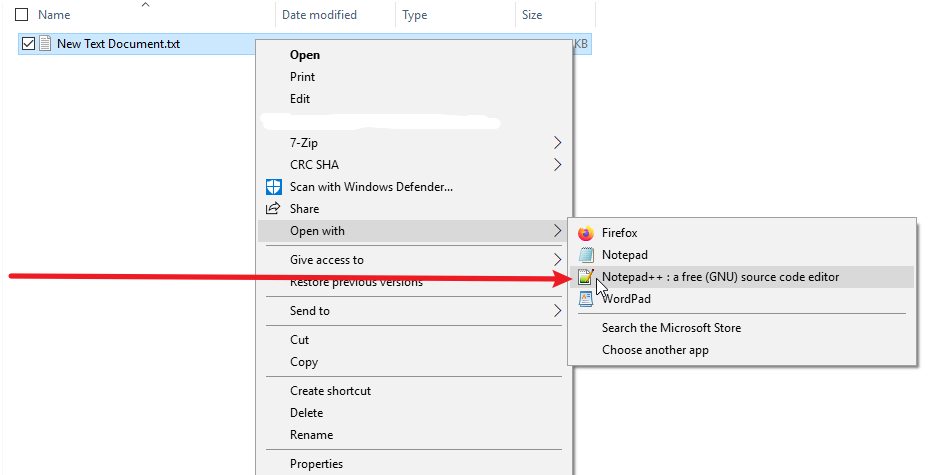 Name Date modified Type Size
New Text Document.txt KB
Open
Print
Edit
7-Zip
CRC SHA
Scan with Windows Defender...
Share
Open with
Give access to
Restore previous versions
Send to
Cut
Copy
Create shortcut
Delete
Rename
Properties
Firefox
Notepad
Notepad++ : a free (GNU) source code editor
WordPad
Search the Microsoft Store
Choose another app